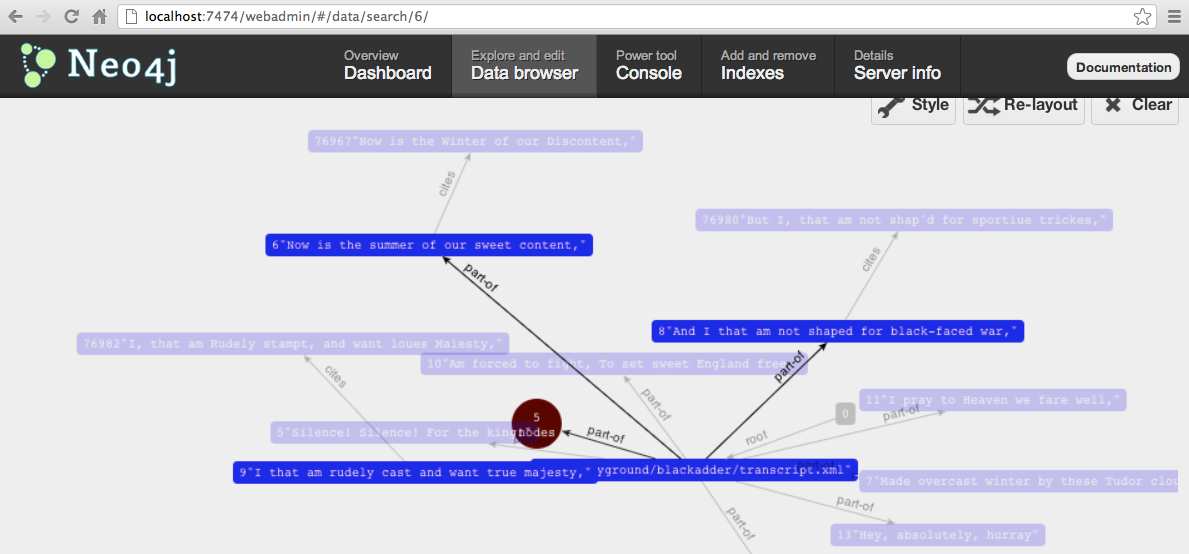 localhost:7474/webadmin/#/data/search/6/
Neo4j
Overview
Dashboard
Explore and edit
Data browser
Power tool
Console
Add and remove
Indexes
Details
Server info
Documentation
Style
Re-layout
Clear
76967"Now is the Winter of our Discontent,"
cites
76980"But I, that am not shap'd for sportiue trickes,"
6"Now is the summer of our sweet content,"
cites
part-of
8"And I that am not shaped for black-faced war,"
76982"I, that am Rudely stampt, and want loues Maiesty,"
10"Am forced to fight, To set sweet England free
part-of
cites
part-of
11"I pray to Heaven we fare well,"
0
part-of
5
nodes
5"Silence! Silence! For the king
part-of
root
9"I that am rudely cast and want true majesty,"
yground/blackadder/transcript.xml"
7"Made overcast winter by these Tudor clou
part-of
part-of
13"Hey, absolutely, hurray"